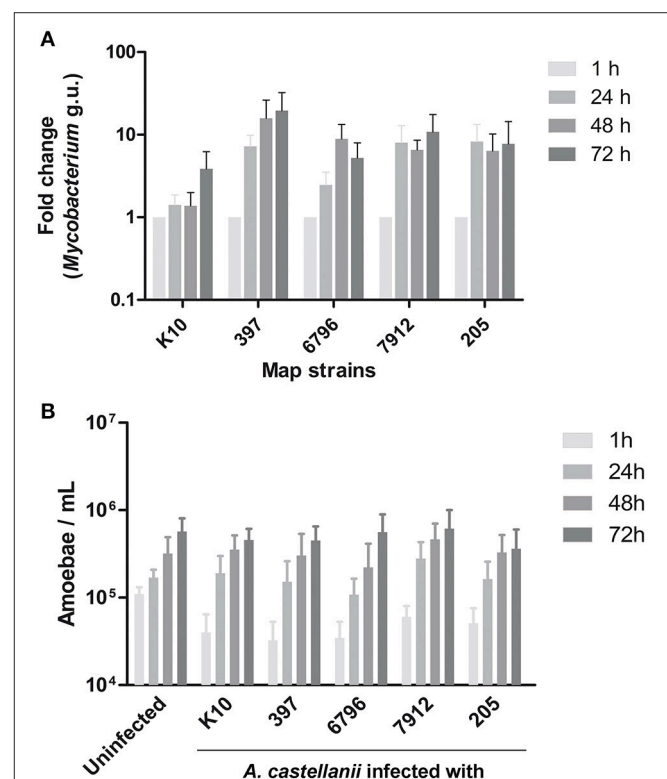 A
100
10
1
0.1
Fold change
(Mycobacterium g.u.)
1 h
24 h
48 h
72 h
K10
397
6796
7912
205
Map strains
B
10⁷
10⁶
10⁵
10⁴
Amoebae / mL
1h
24h
48h
72h
Uninfected
K10
397
6796
7912
205
A. castellanii infected with